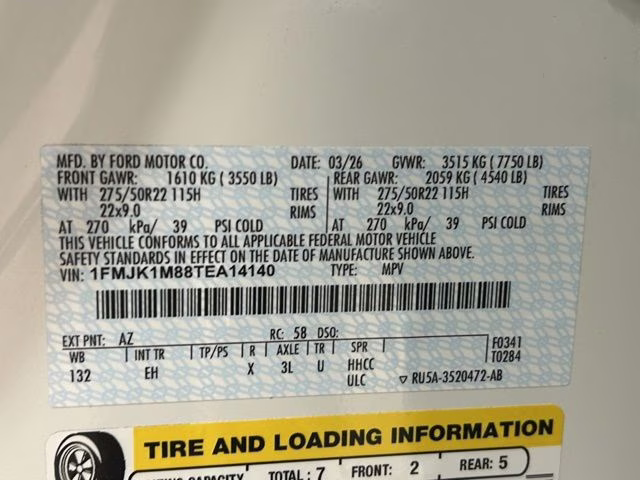 MFD. BY FORD MOTOR CO. DATE: 03/26 GVWR: 3515 KG ( 7750 LB)
FRONT GAWR: 1610 KG ( 3550 LB) REAR GAWR: 2059 KG ( 4540 LB)
WITH 275/50R22 115H TIRES WITH 275/50R22 115H TIRES
22x9.0 RIMS 22x9.0 RIMS
AT 270 kPa/ 39 PSI COLD AT 270 kPa/ 39 PSI COLD
THIS VEHICLE CONFORMS TO ALL APPLICABLE FEDERAL MOTOR VEHICLE
SAFETY STANDARDS IN EFFECT ON THE DATE OF MANUFACTURE SHOWN ABOVE.
VIN: 1FMJK1M88TEA14140 TYPE: MPV
EXT PNT: AZ RC: 58 DSO:
WB INT TR TP/PS R AXLE TR SPR F0341
132 EH X 3L U HHCC T0284
ULC ▽ RU5A-3520472-AB
TIRE AND LOADING INFORMATION
SEATING CAPACITY TOTAL: 7 FRONT: 2 REAR: 5